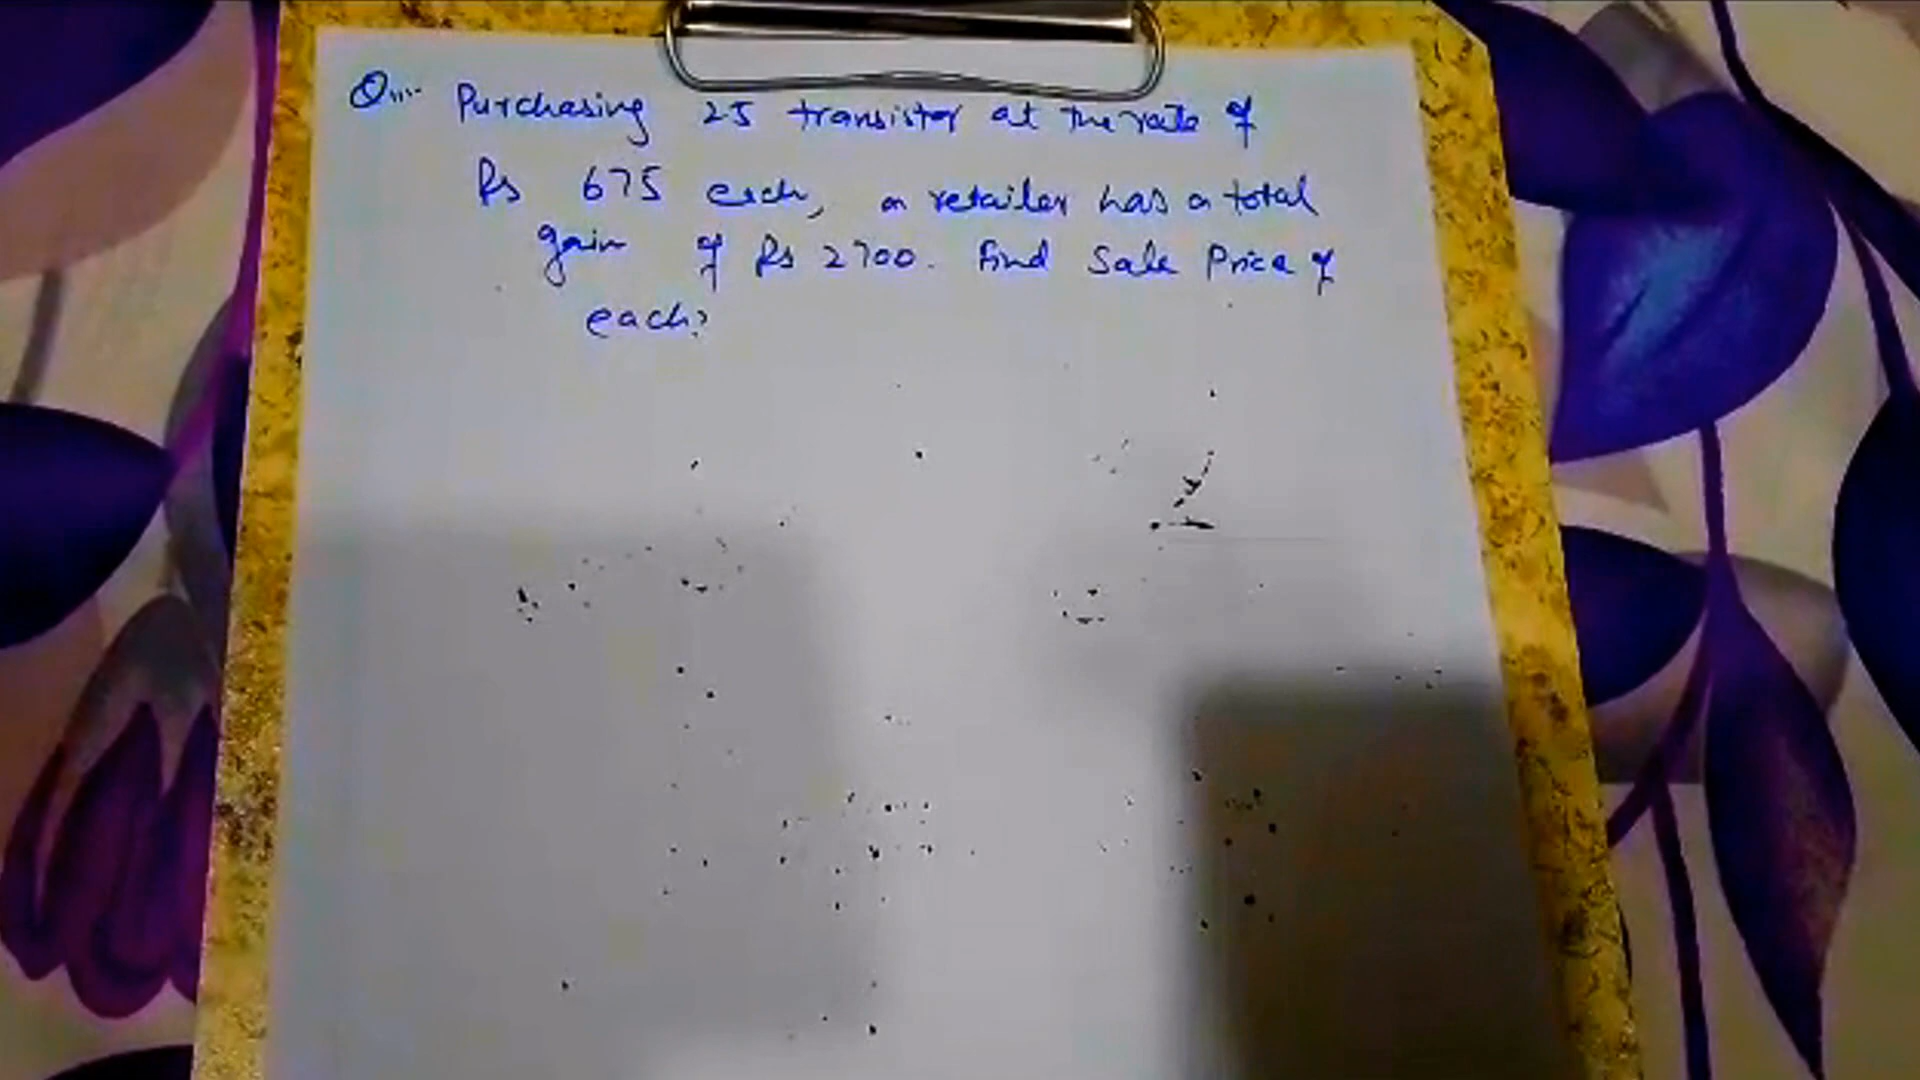 Q.... Purchasing 25 transistor at the rate of
Rs 675 each, a retailer has a total
gain of Rs 2700. Find Sale Price of
each?